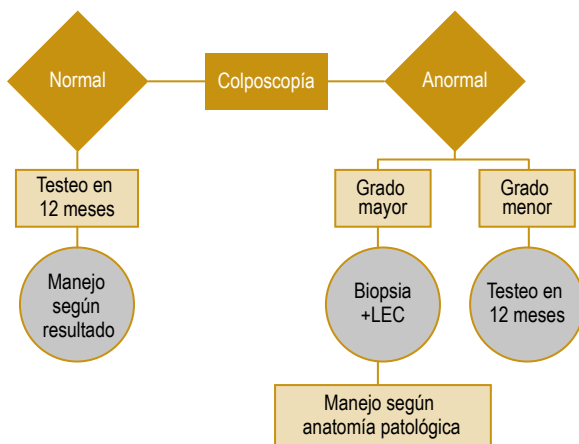 Normal
Colposcopía
Anormal
Testeo en
12 meses
Grado
mayor
Grado
menor
Manejo
según
resultado
Biopsia
+LEC
Testeo en
12 meses
Manejo según
anatomía patológica